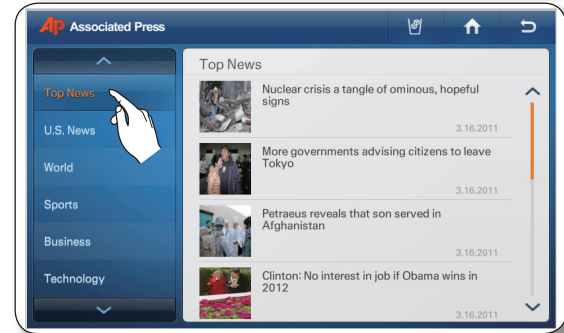 AP Associated Press
Top News
U.S. News
World
Sports
Business
Technology
Top News
Nuclear crisis a tangle of ominous, hopeful
signs
3.16.2011
More governments advising citizens to leave
Tokyo
3.16.2011
Petraeus reveals that son served in
Afghanistan
3.16.2011
Clinton: No interest in job if Obama wins in
2012
3.16.2011